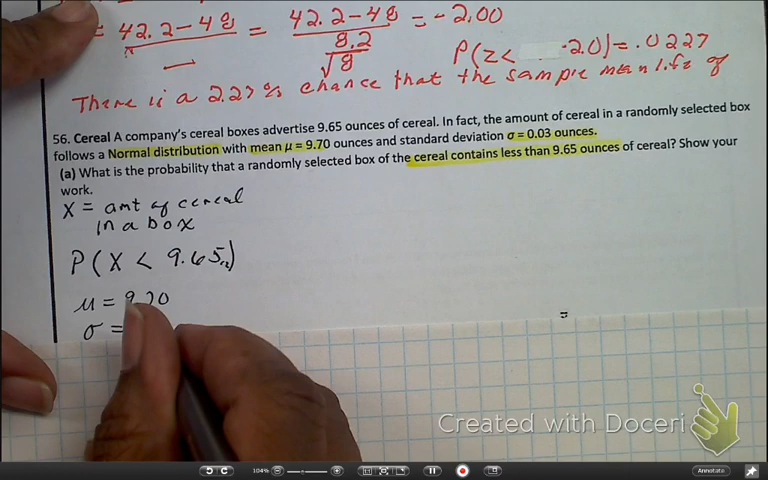 = 42.2-48 = 42.2-48 = -2.00
8.2
√8
P(z< -2.0)=.0227
There is a 2.27% chance that the sample mean life of
56. Cereal A company's cereal boxes advertise 9.65 ounces of cereal. In fact, the amount of cereal in a randomly selected box
follows a Normal distribution with mean μ = 9.70 ounces and standard deviation σ = 0.03 ounces.
(a) What is the probability that a randomly selected box of the cereal contains less than 9.65 ounces of cereal? Show your
work.
X = amt of cereal
in a box
P(X < 9.65)
μ = 9.70
σ =
=
Created with Doceri
104%
Annotate